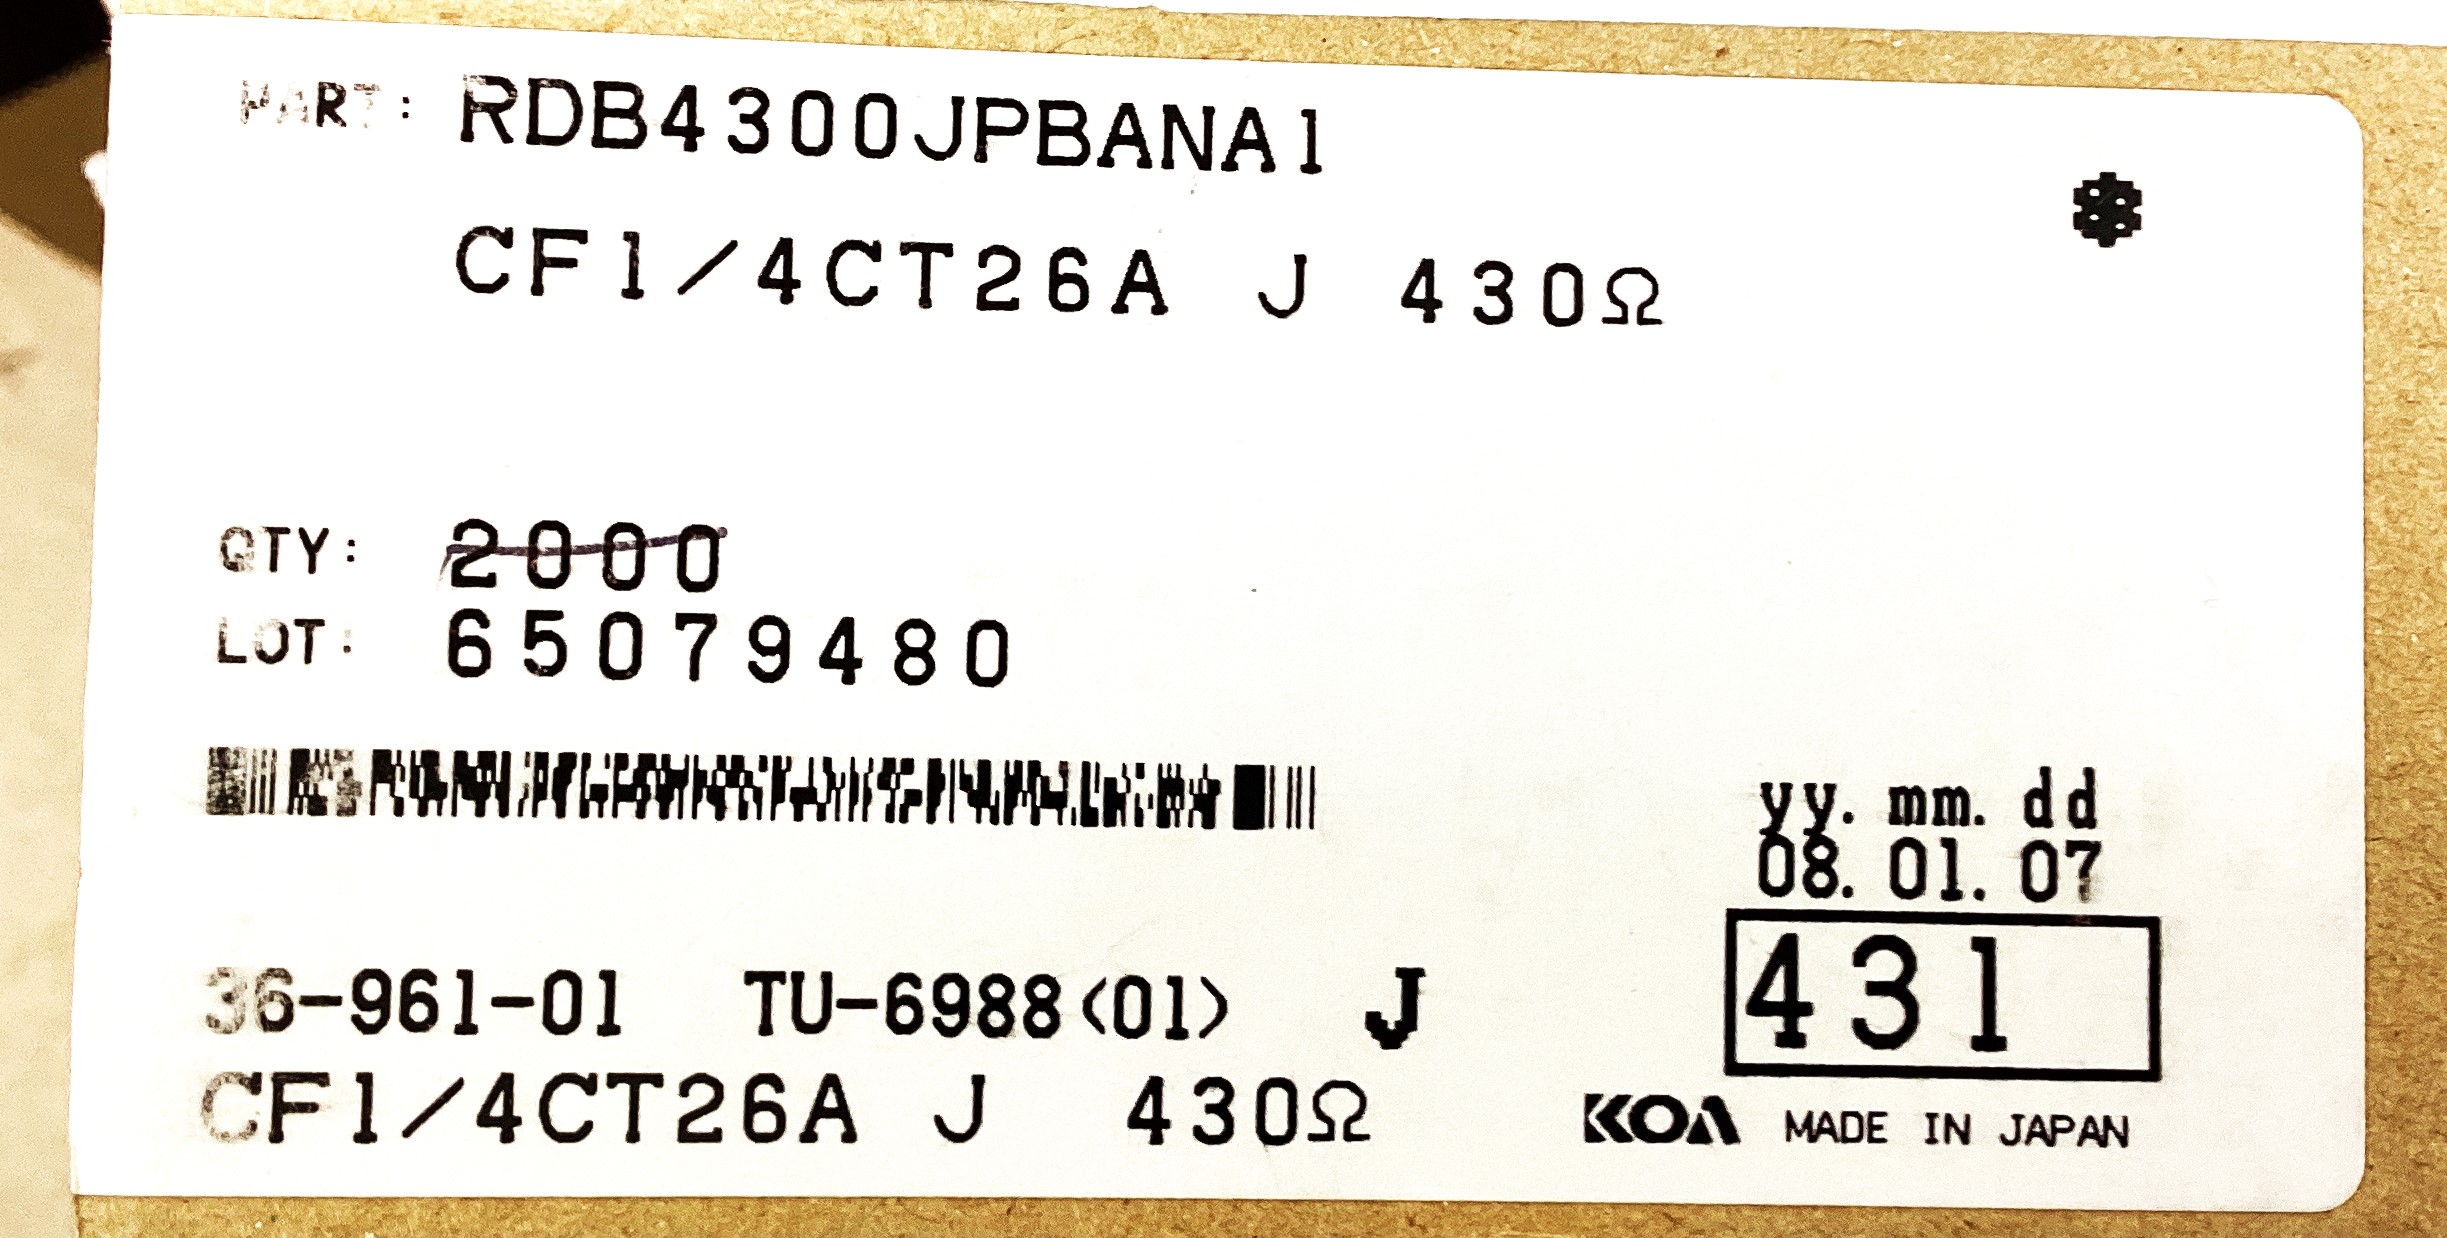 PART: RDB4300JPBANA1
CF1/4CT26A J 430Ω
QTY: 2000
LOT: 65079480
yy. mm. dd
08. 01. 07
431
36-961-01 TU-6988<01> J
CF1/4CT26A J 430Ω
KOA MADE IN JAPAN